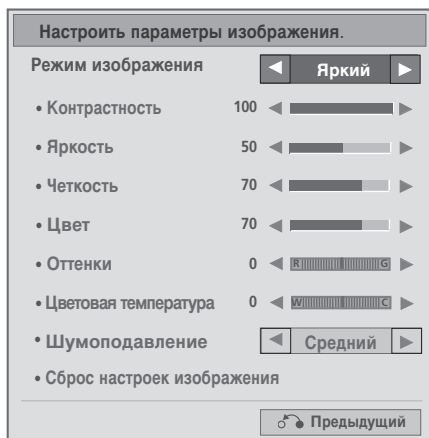 Настроить параметры изображения.
Режим изображения ◄ Яркий ►
• Контрастность 100 ◄ ►
• Яркость 50 ◄ ►
• Четкость 70 ◄ ►
• Цвет 70 ◄ ►
• Оттенки 0 ◄ R G ►
• Цветовая температура 0 ◄ W C ►
• Шумоподавление ◄ Средний ►
• Сброс настроек изображения
Предыдущий